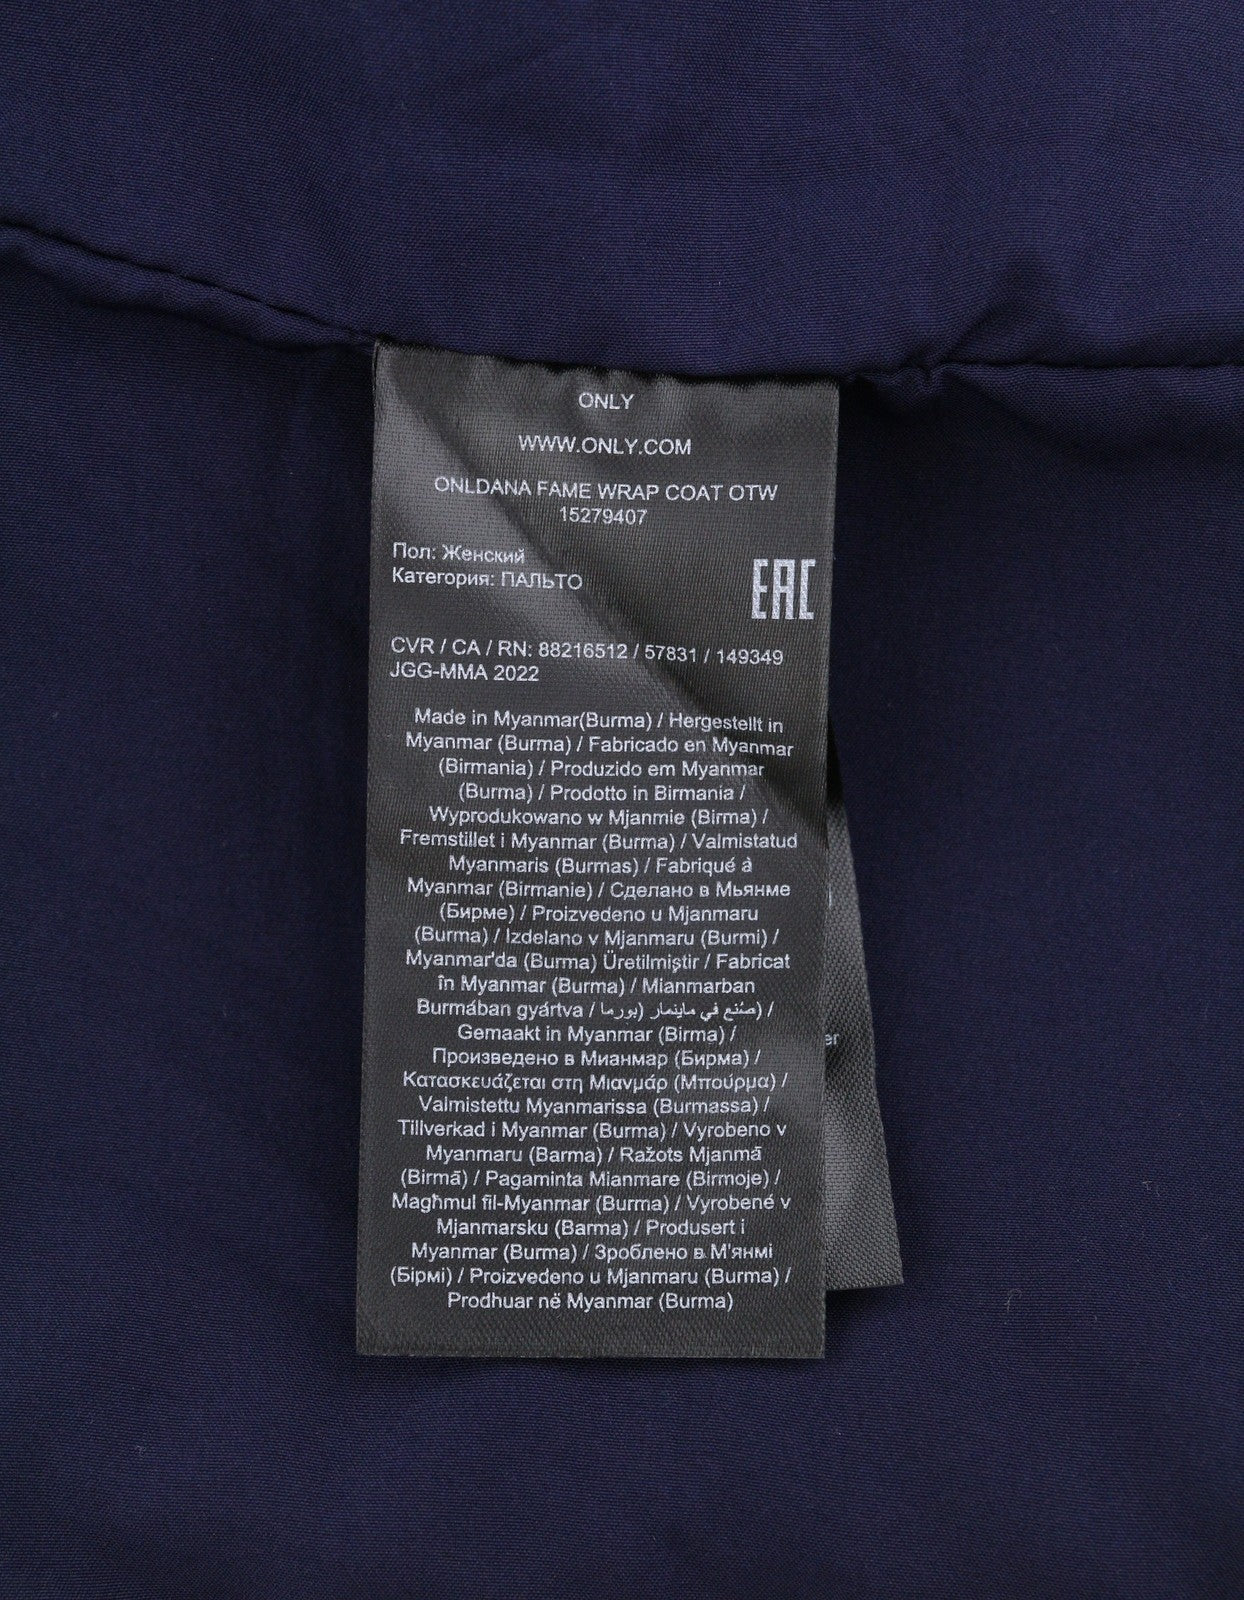 ONLY
WWW.ONLY.COM
ONLDANA FAME WRAP COAT OTW
15279407
Пол: Женский
Категория: ПАЛЬТО
EAC
CVR / CA / RN: 88216512 / 57831 / 149349
JGG-MMA 2022
Made in Myanmar(Burma) / Hergestellt in
Myanmar (Burma) / Fabricado en Myanmar
(Birmania) / Produzido em Myanmar
(Burma) / Prodotto in Birmania /
Wyprodukowano w Mjanmie (Birma) /
Fremstillet i Myanmar (Burma) / Valmistatud
Myanmaris (Burmas) / Fabriqué à
Myanmar (Birmanie) / Сделано в Мьянме
(Бирме) / Proizvedeno u Mjanmaru
(Burma) / Izdelano v Mjanmaru (Burmi) /
Myanmar'da (Burma) Üretilmiştir / Fabricat
în Myanmar (Burma) / Mianmarban
Burmában gyártva / صُنع في ماينمار (بورما) /
Gemaakt in Myanmar (Birma) /
Произведено в Мианмар (Бирма) /
Κατασκευάζεται στη Μιανμάρ (Μπούρμα) /
Valmistettu Myanmarissa (Burmassa) /
Tillverkad i Myanmar (Burma) / Vyrobeno v
Myanmaru (Barma) / Ražots Mjanmā
(Birmā) / Pagaminta Mianmare (Birmoje) /
Magħmul fil-Myanmar (Burma) / Vyrobené v
Mjanmarsku (Barma) / Produsert i
Myanmar (Burma) / Зроблено в М'янмі
(Бірмі) / Proizvedeno u Mjanmaru (Burma) /
Prodhuar në Myanmar (Burma)
er